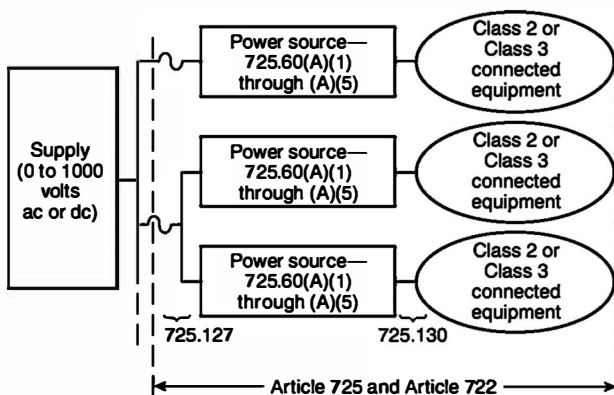 Supply
(0 to 1000
volts
ac or dc)
Power source—
725.60(A)(1)
through (A)(5)
Class 2 or
Class 3
connected
equipment
Power source—
725.60(A)(1)
through (A)(5)
Class 2 or
Class 3
connected
equipment
Power source—
725.60(A)(1)
through (A)(5)
Class 2 or
Class 3
connected
equipment
725.127
725.130
Article 725 and Article 722